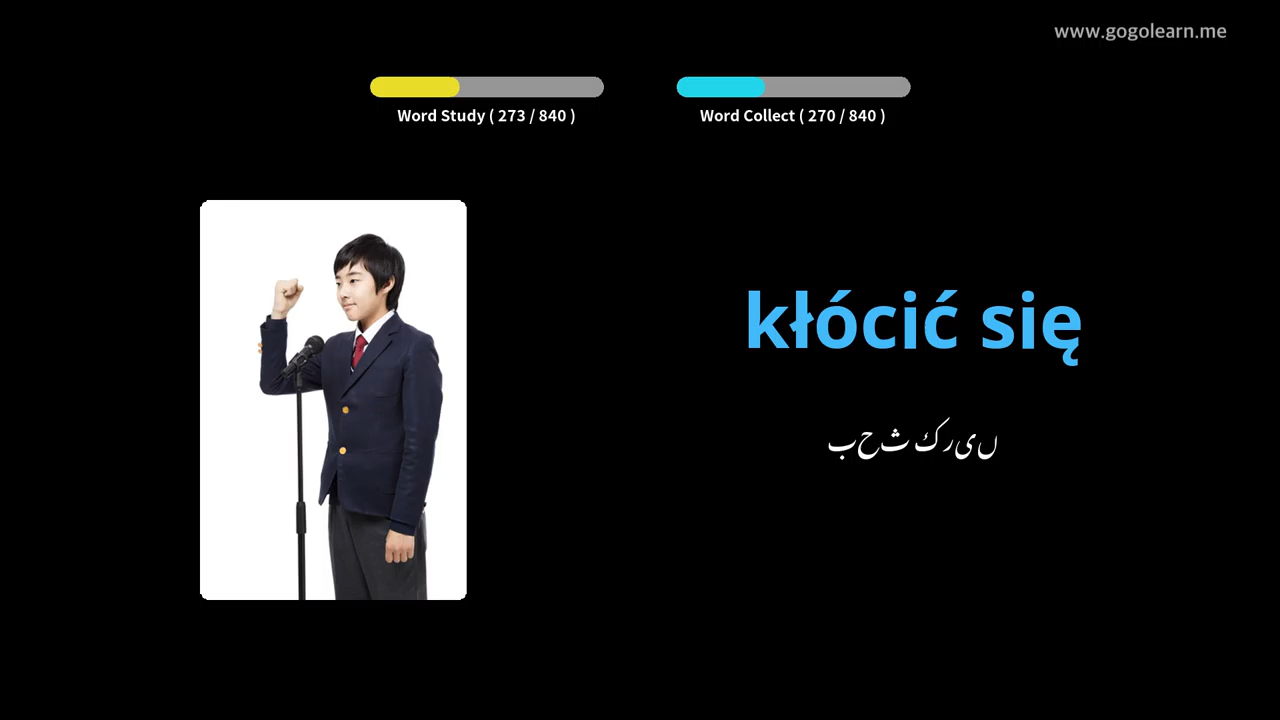 www.gogolearn.me
Word Study ( 273 / 840 )
Word Collect ( 270 / 840 )
kłócić się
بحث کریں